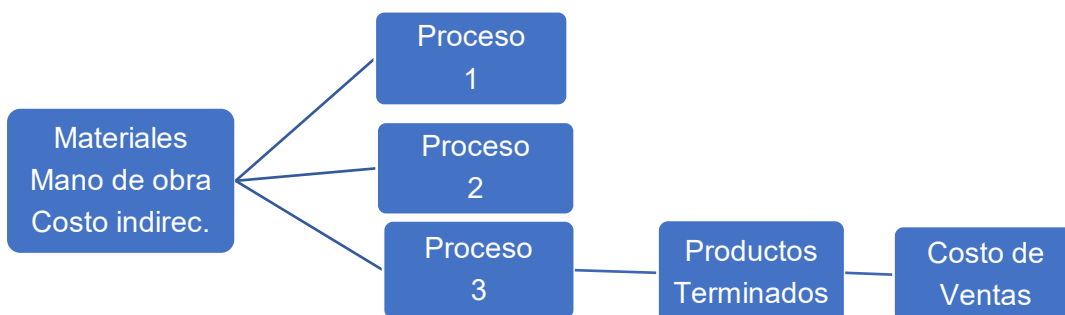 Materiales
Mano de obra
Costo indirec.
Proceso
1
Proceso
2
Proceso
3
Productos
Terminados
Costo de
Ventas